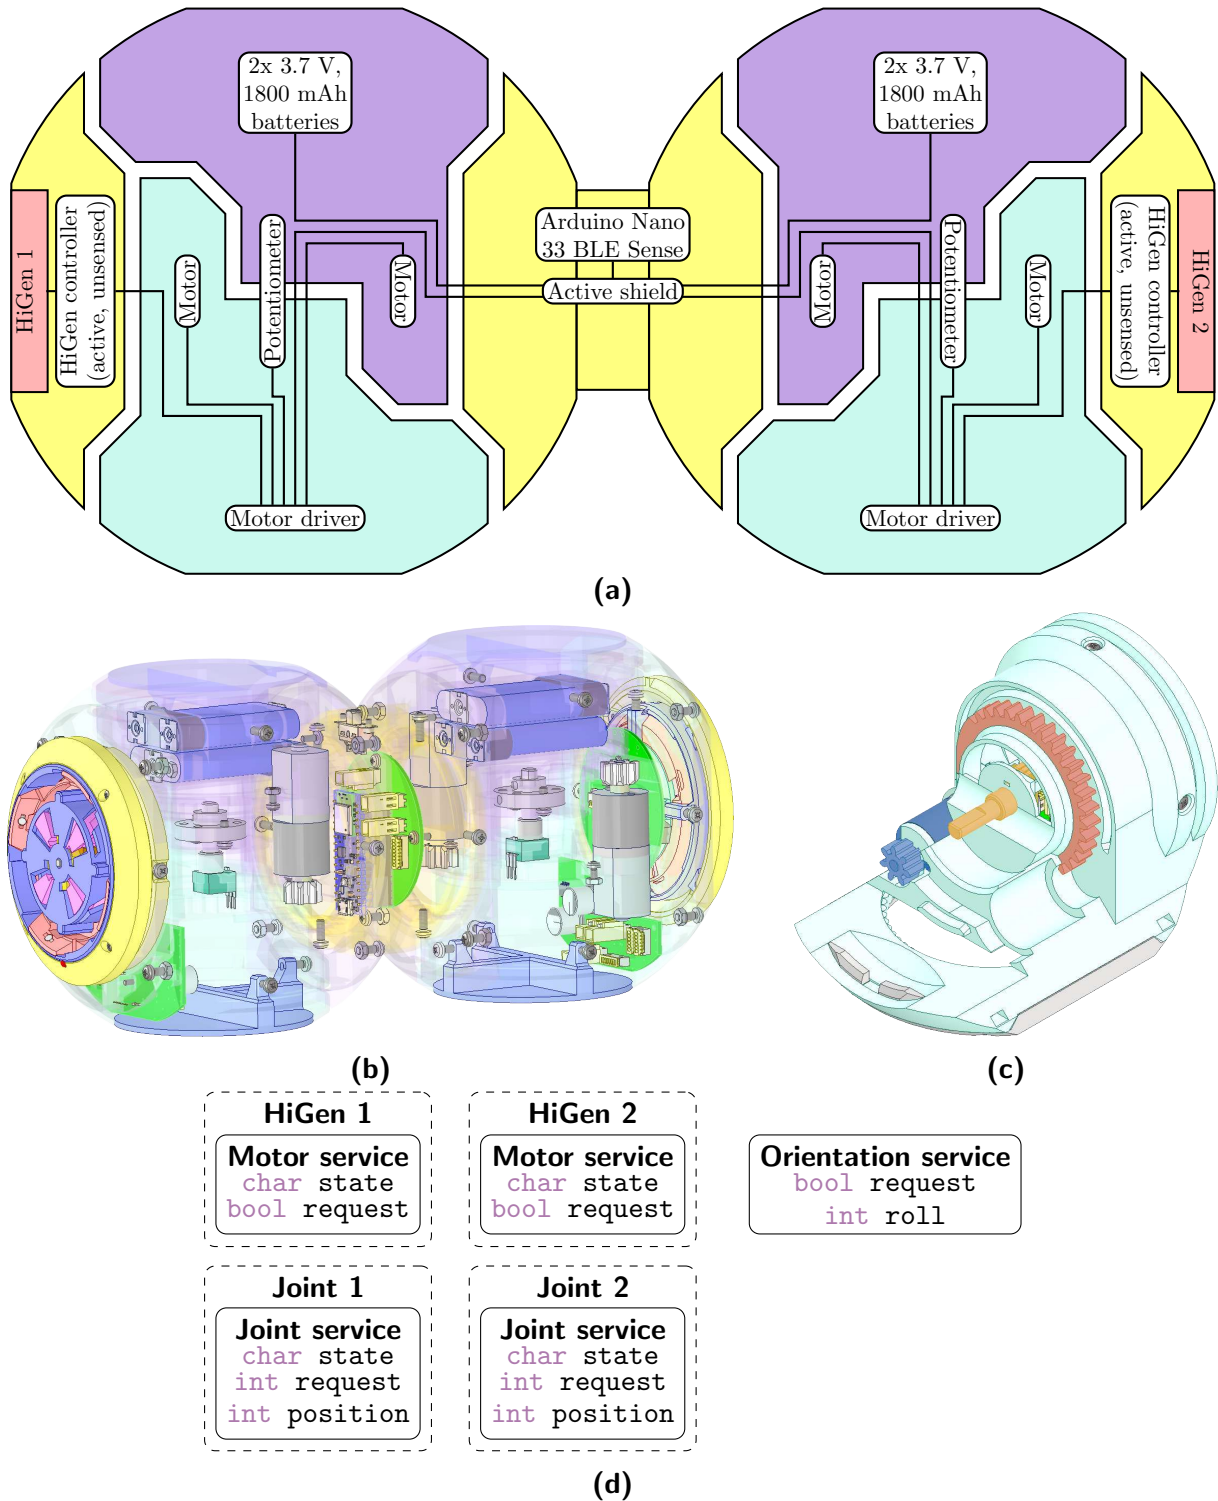 2x 3.7 V,
1800 mAh
batteries
2x 3.7 V,
1800 mAh
batteries
HiGen 1
HiGen controller
(active, unsensed)
Motor
Potentiometer
Motor
Arduino Nano
33 BLE Sense
Active shield
Motor
Potentiometer
Motor
HiGen controller
(active, unsensed)
HiGen 2
Motor driver
Motor driver
(a)
(b)
(c)
HiGen 1
Motor service
char state
bool request
HiGen 2
Motor service
char state
bool request
Orientation service
bool request
int roll
Joint 1
Joint service
char state
int request
int position
Joint 2
Joint service
char state
int request
int position
(d)